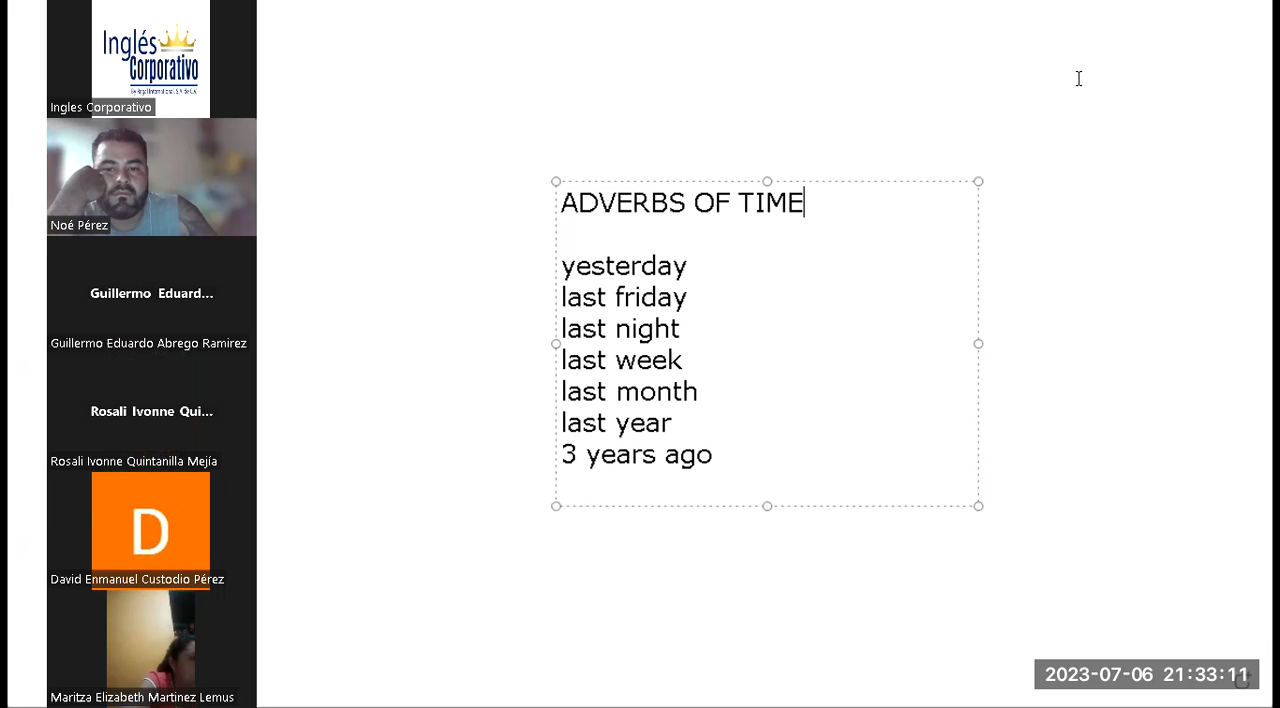 Inglés
Corporativo
Ingles Corporativo
Noé Pérez
Guillermo Eduard...
Guillermo Eduardo Abrego Ramirez
Rosali Ivonne Qui...
Rosali Ivonne Quintanilla Mejía
D
David Enmanuel Custodio Pérez
Maritza Elizabeth Martinez Lemus
ADVERBS OF TIME
yesterday
last friday
last night
last week
last month
last year
3 years ago
2023-07-06 21:33:11